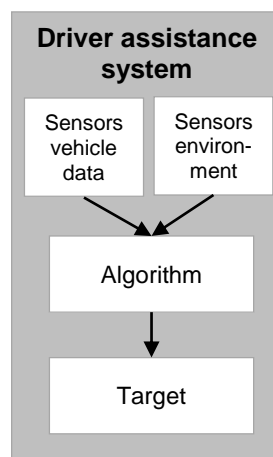 Driver assistance
system
Sensors
vehicle
data
Sensors
environ-
ment
Algorithm
Target